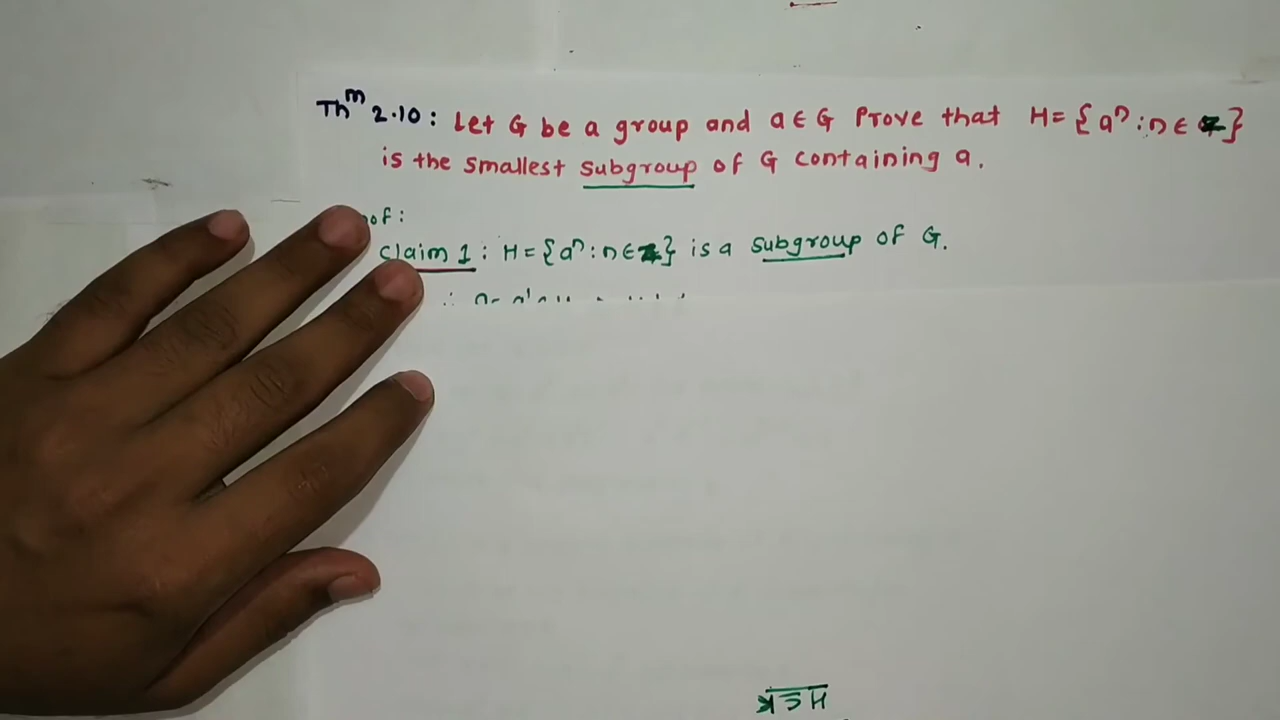 Thᵐ 2.10: Let G be a group and a ∈ G Prove that H = {aⁿ : n ∈ ℤ}
is the smallest subgroup of G containing a.
of:
Claim 1: H = {aⁿ : n ∈ ℤ} is a subgroup of G.